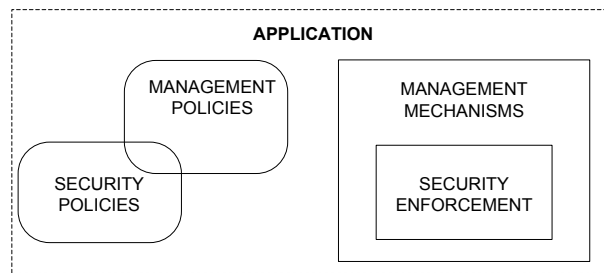 APPLICATION
MANAGEMENT
POLICIES
SECURITY
POLICIES
MANAGEMENT
MECHANISMS
SECURITY
ENFORCEMENT